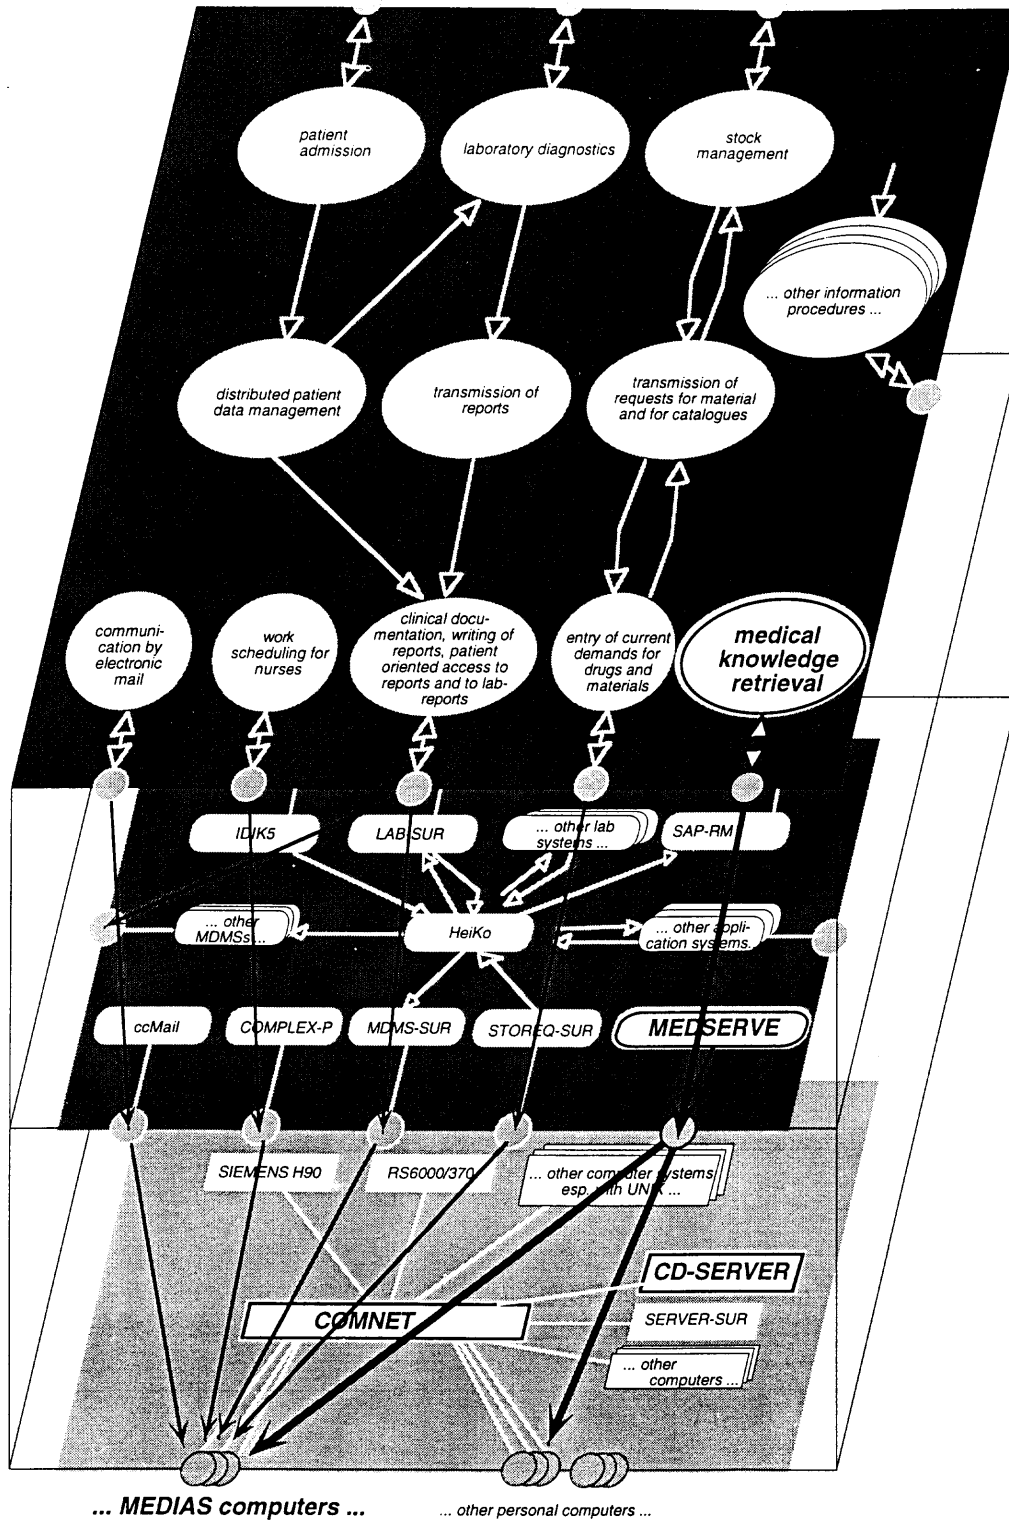 patient
admission
laboratory diagnostics
stock
management
... other information
procedures ...
distributed patient
data management
transmission of
reports
transmission of
requests for material
and for catalogues
communi-
cation by
electronic
mail
work
scheduling for
nurses
clinical docu-
mentation, writing of
reports, patient
oriented access to
reports and to lab-
reports
entry of current
demands for
drugs and
materials
medical
knowledge
retrieval
IDIK5
LAB-SUR
... other lab
systems ...
SAP-RM
... other
MDMSs ...
HeiKo
... other appli-
cation systems.
ccMail
COMPLEX-P
MDMS-SUR
STOREQ-SUR
MEDSERVE
SIEMENS H90
RS6000/370
... other computer systems
esp. with UNIX ...
CD-SERVER
COMNET
SERVER-SUR
... other
computers ...
... MEDIAS computers ...
... other personal computers ...